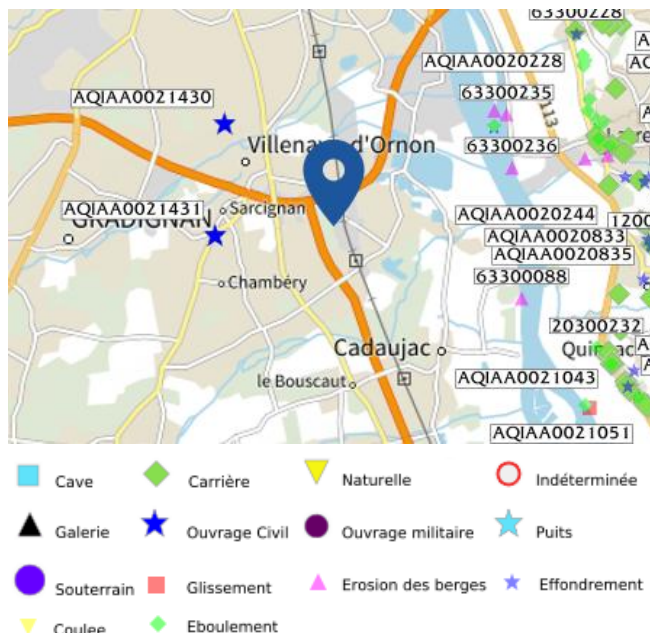 63300228
AQIAA0020228
AQIAA0021430
63300235
113
Villenave-d'Ornon
63300236
AQIAA0021431
Sarcignan
GRADIGNAN
AQIAA0020244
1200
AQIAA0020833
AQIAA0020835
Chambéry
63300088
20300232
Cadaujac
le Bouscaut
AQIAA0021043
AQIAA0021051
Cave
Carrière
Naturelle
Indéterminée
Galerie
Ouvrage Civil
Ouvrage militaire
Puits
Souterrain
Glissement
Erosion des berges
Effondrement
Coulee
Eboulement